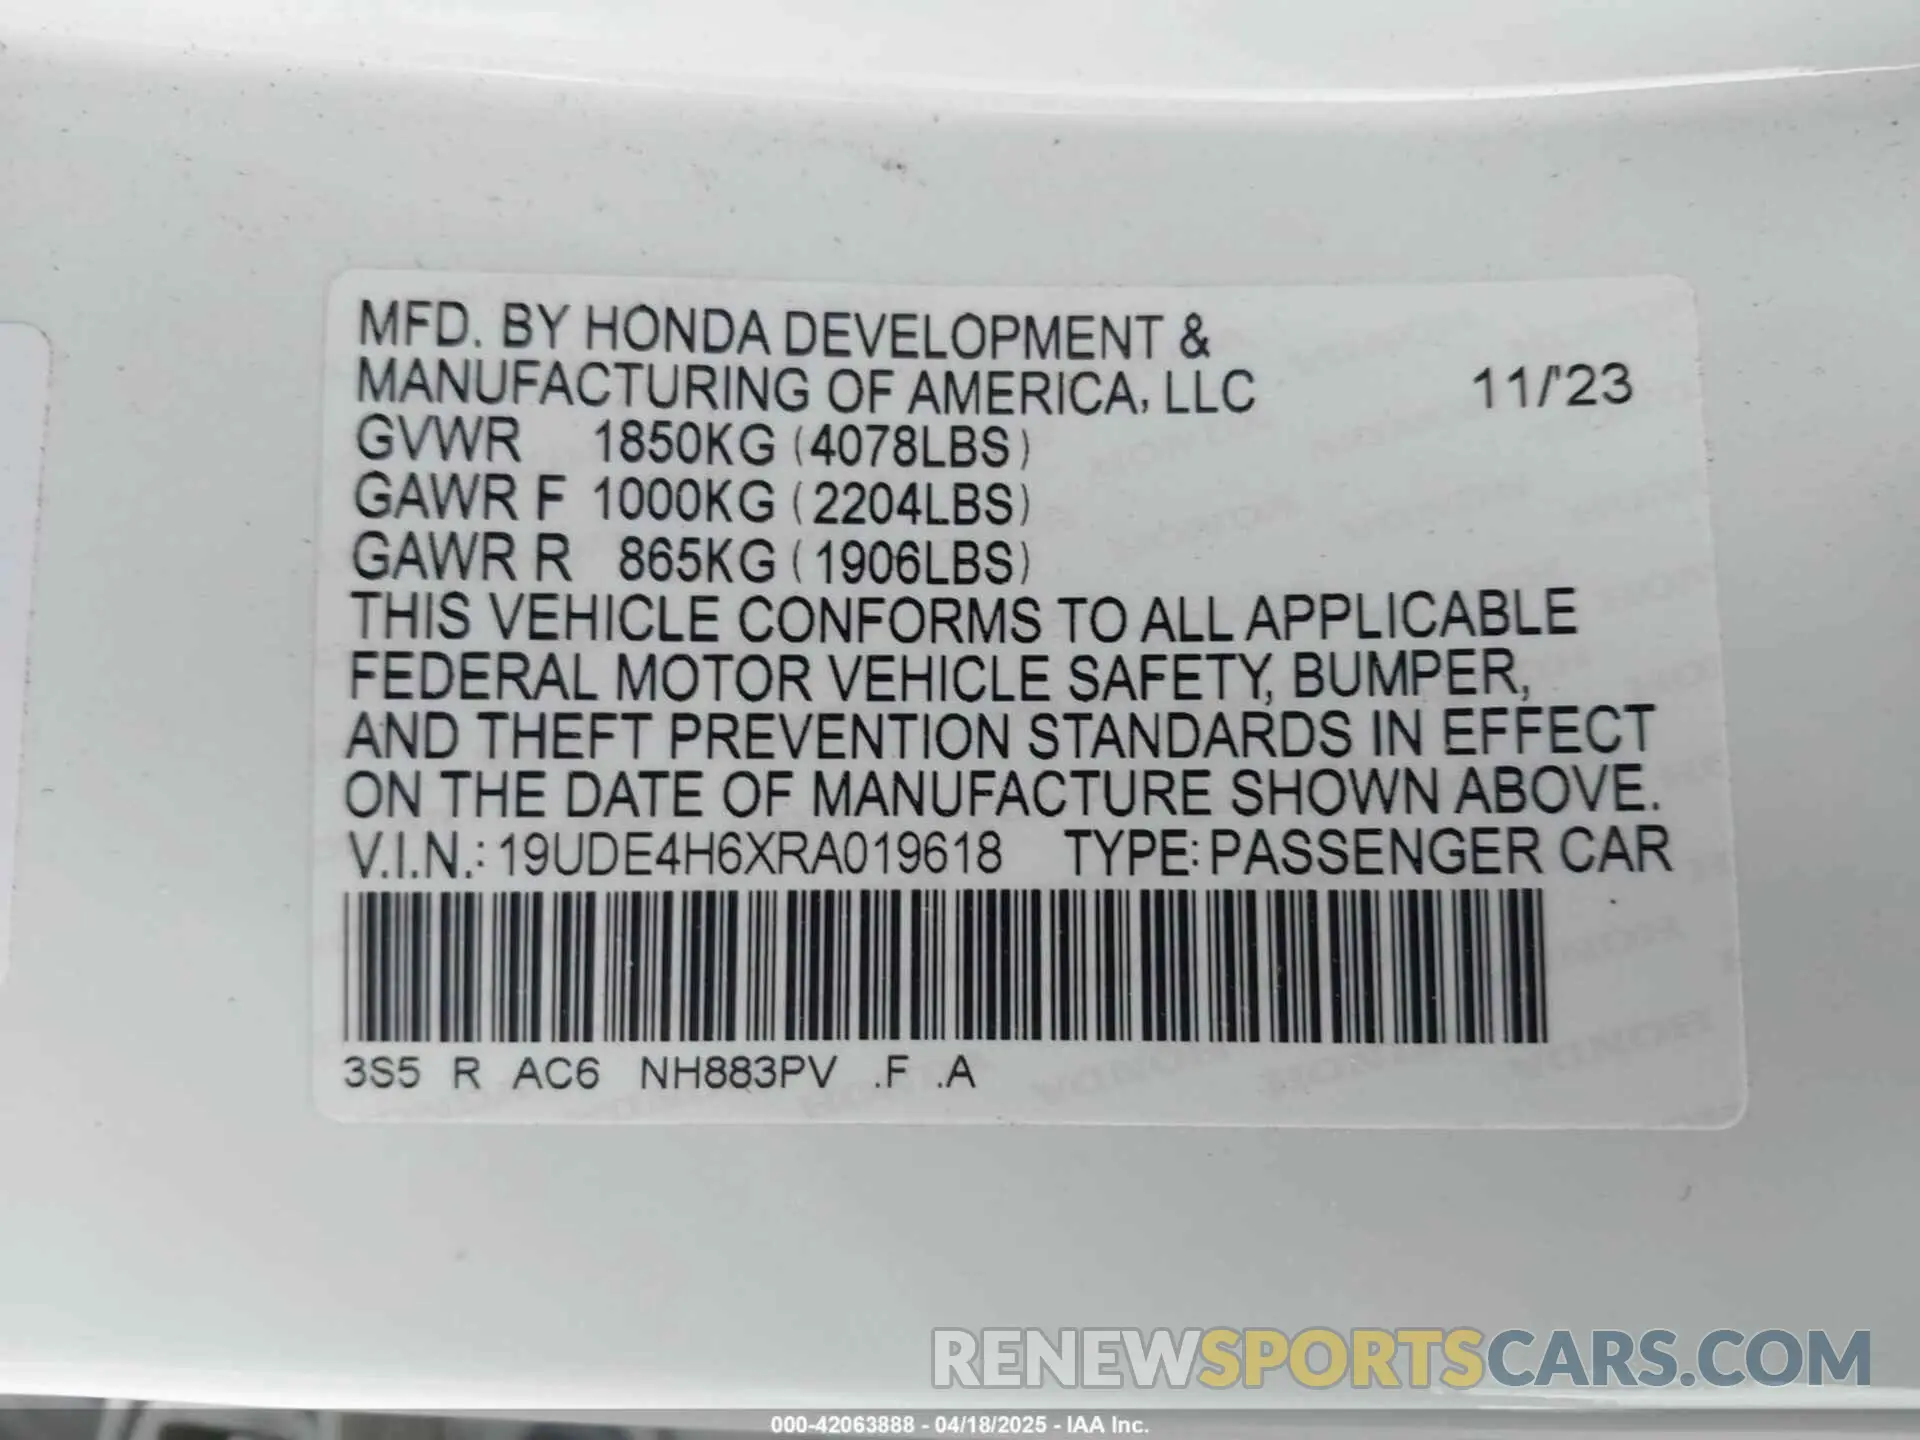 MFD. BY HONDA DEVELOPMENT &
MANUFACTURING OF AMERICA, LLC 11/'23
GVWR 1850KG (4078LBS)
GAWR F 1000KG (2204LBS)
GAWR R 865KG (1906LBS)
THIS VEHICLE CONFORMS TO ALL APPLICABLE
FEDERAL MOTOR VEHICLE SAFETY, BUMPER,
AND THEFT PREVENTION STANDARDS IN EFFECT
ON THE DATE OF MANUFACTURE SHOWN ABOVE.
V.I.N.: 19UDE4H6XRA019618 TYPE: PASSENGER CAR
3S5 R AC6 NH883PV .F .A
RENEWSPORTSCARS.COM
000-42063888 - 04/18/2025 - IAA Inc.